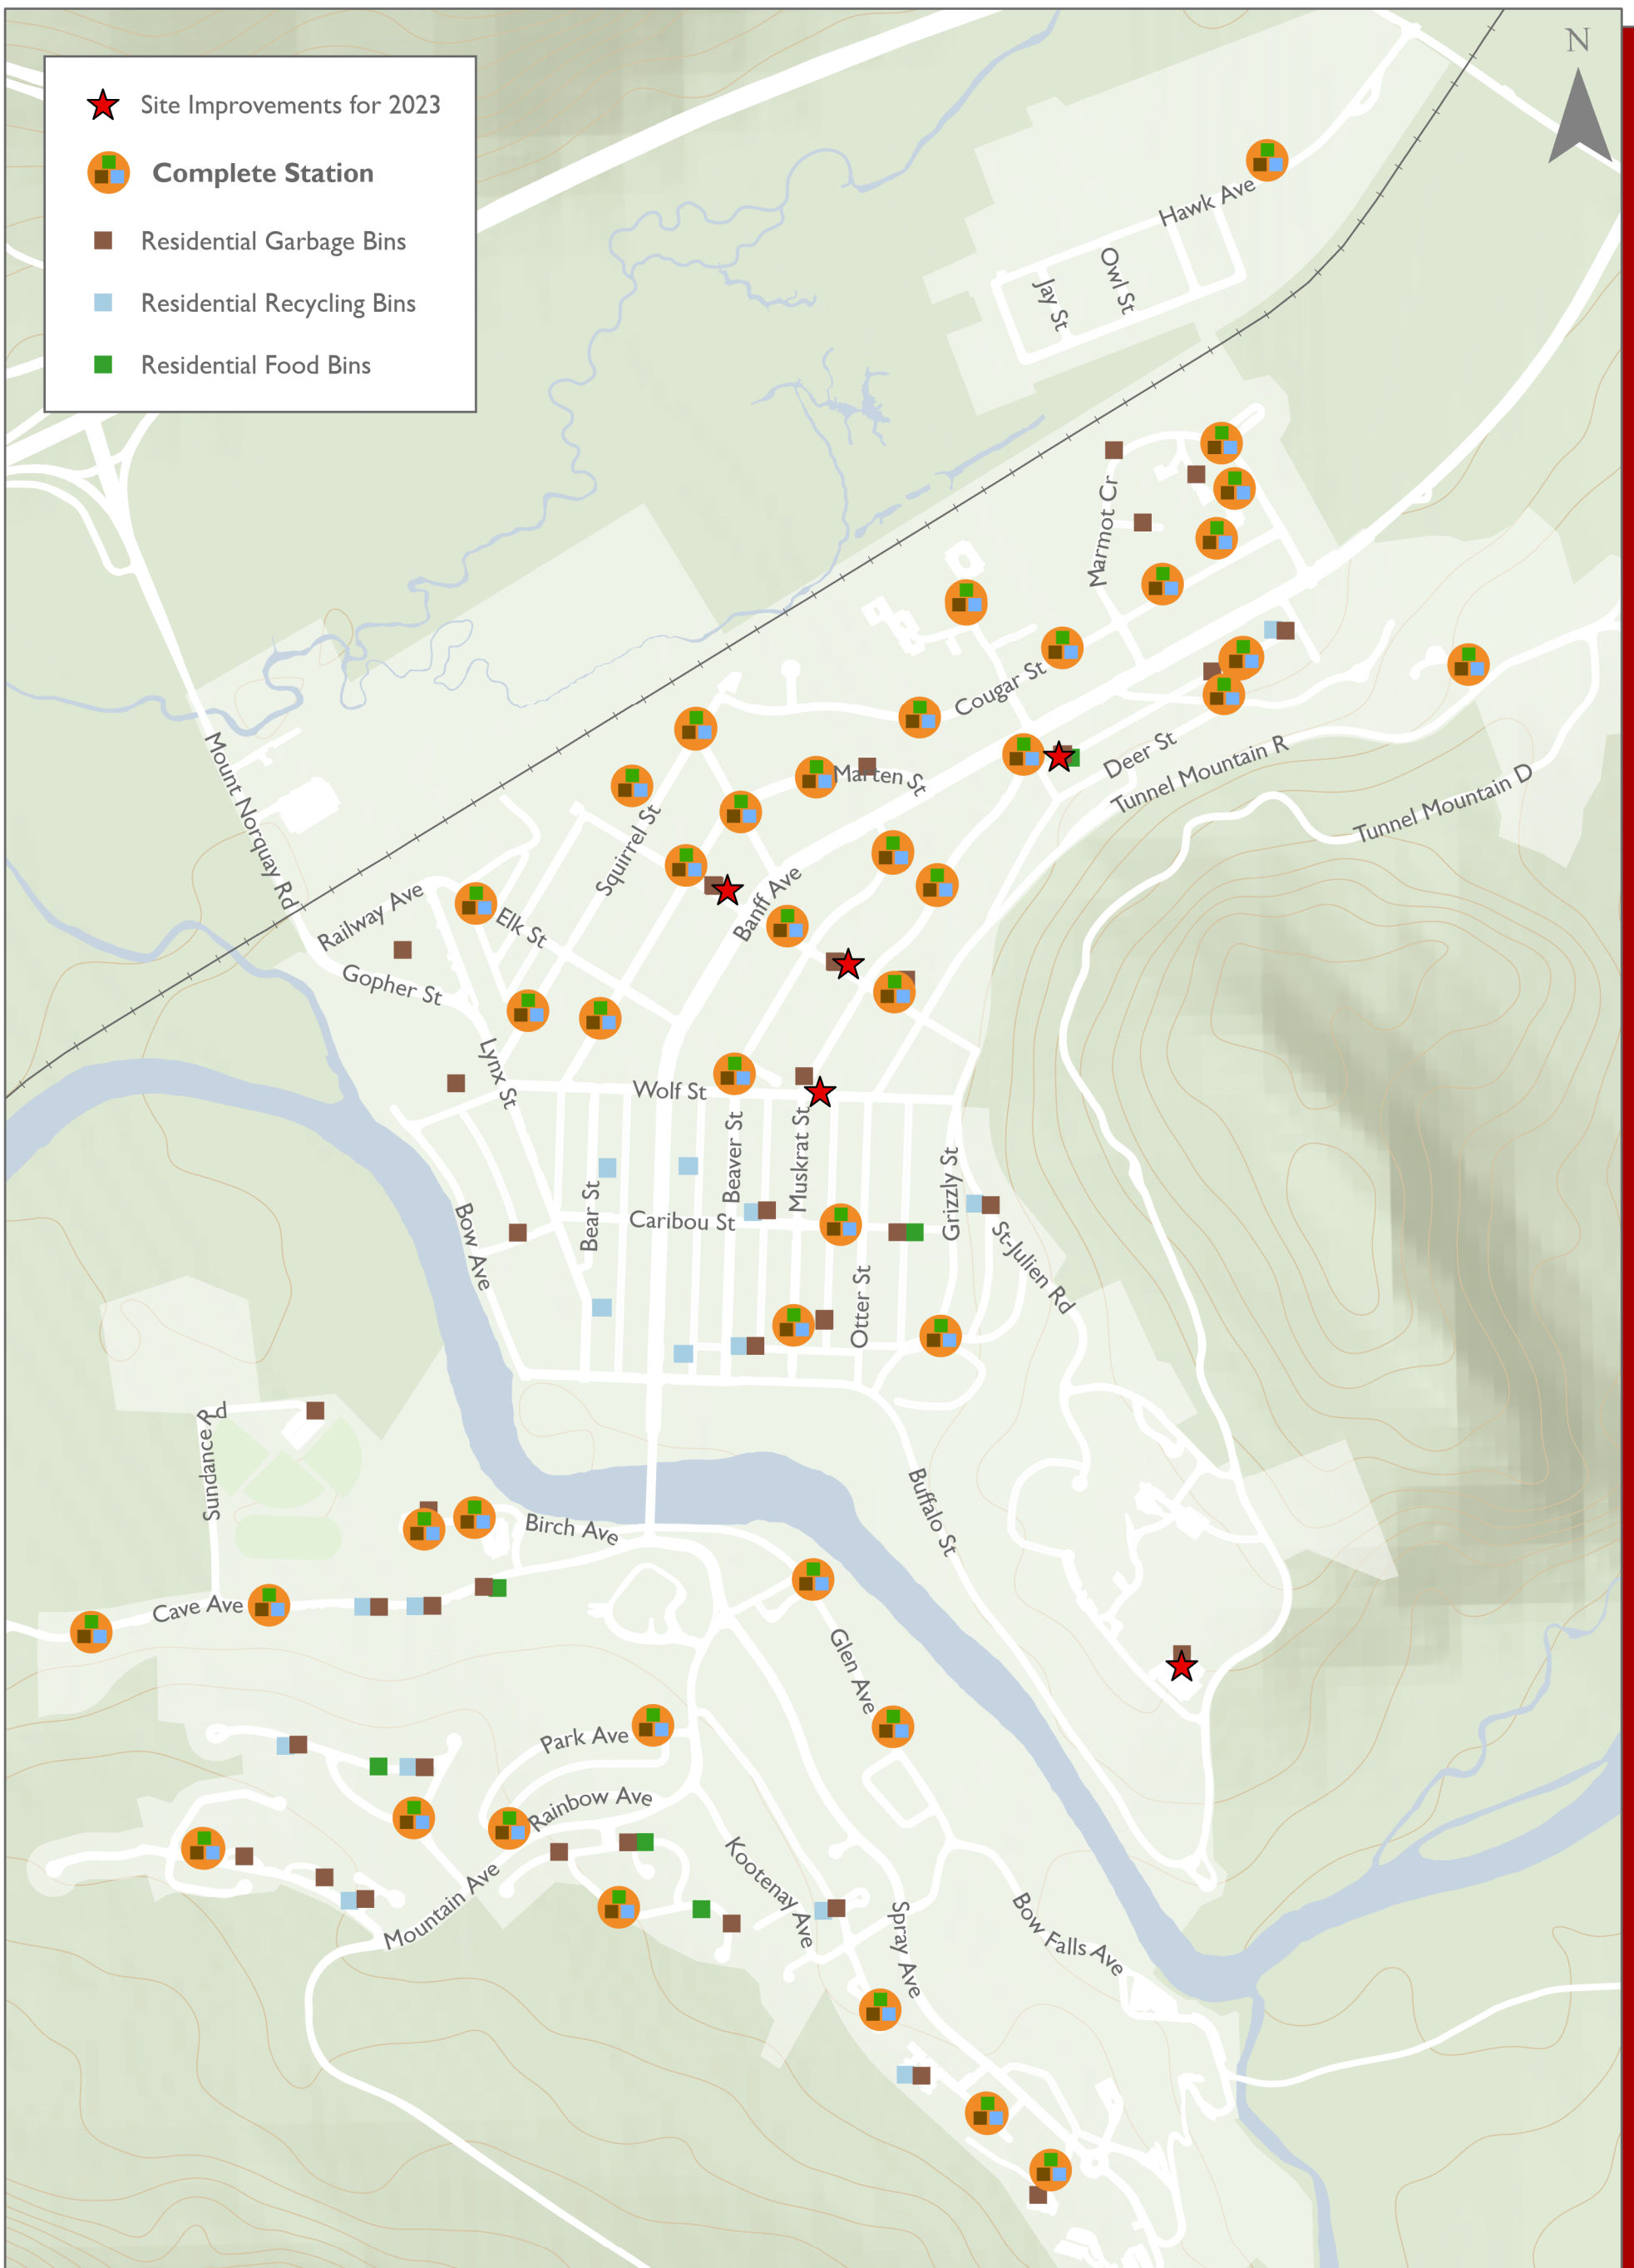 N
Site Improvements for 2023
Complete Station
Residential Garbage Bins
Residential Recycling Bins
Residential Food Bins
Hawk Ave
Owl St
Jay St
Marmot Cr
Cougar St
Mount Norquay Rd
Deer St
Tunnel Mountain R
Tunnel Mountain D
Marten St
Squirrel St
Banff Ave
Railway Ave
Elk St
Gopher St
Lynx St
Wolf St
Beaver St
Muskrat St
Grizzly St
Bear St
Caribou St
Bow Ave
St-Julien Rd
Otter St
Sundance Rd
Buffalo St
Birch Ave
Cave Ave
Glen Ave
Park Ave
Rainbow Ave
Kootenay Ave
Mountain Ave
Spray Ave
Bow Falls Ave